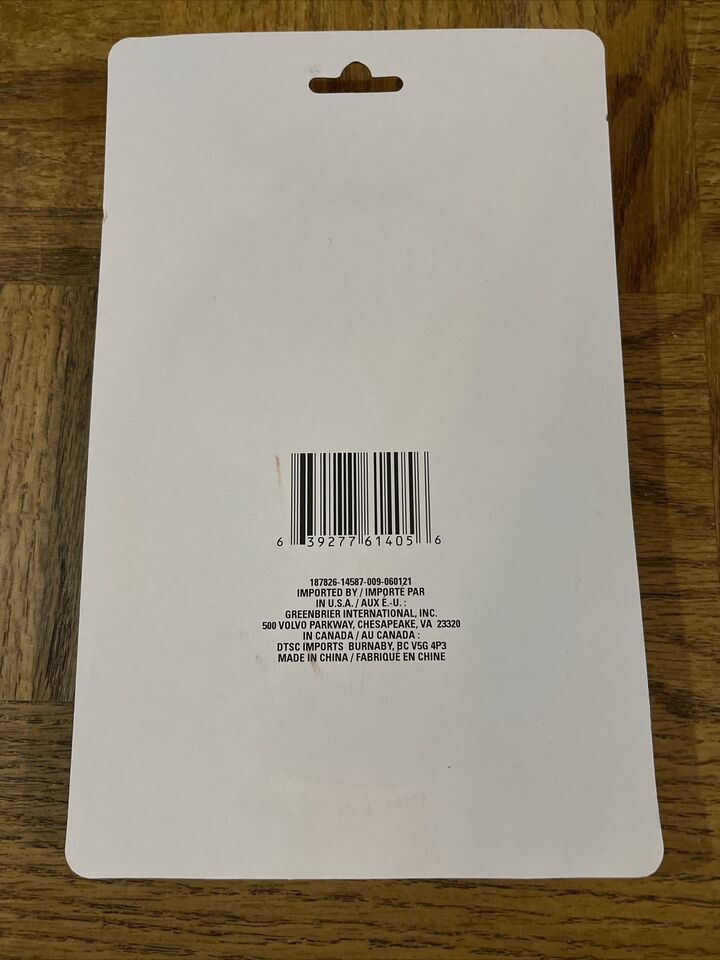 6 39277 61405 6
187826-14587-009-060121
IMPORTED BY / IMPORTÉ PAR
IN U.S.A. / AUX É.-U. :
GREENBRIER INTERNATIONAL, INC.
500 VOLVO PARKWAY, CHESAPEAKE, VA 23320
IN CANADA / AU CANADA :
DTSC IMPORTS BURNABY, BC V5G 4P3
MADE IN CHINA / FABRIQUÉ EN CHINE